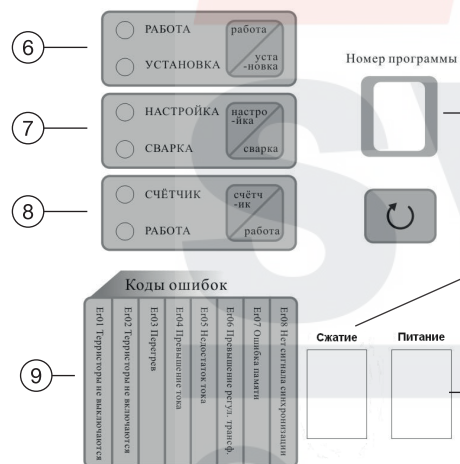 6
РАБОТА
УСТАНОВКА
работа
уста
-новка
Номер программы
7
НАСТРОЙКА
СВАРКА
настро
-йка
сварка
8
СЧЁТЧИК
РАБОТА
счётч
-ик
работа
9
Коды ошибок
Er01 Терристоры не выключаются
Er02 Терристоры не включаются
Er03 Перегрев
Er04 Превышение тока
Er05 Недостаток тока
Er06 Превышение регул. трансф.
Er07 Ошибка памяти
Er08 Нет сигнала синхронизации
Сжатие
Питание